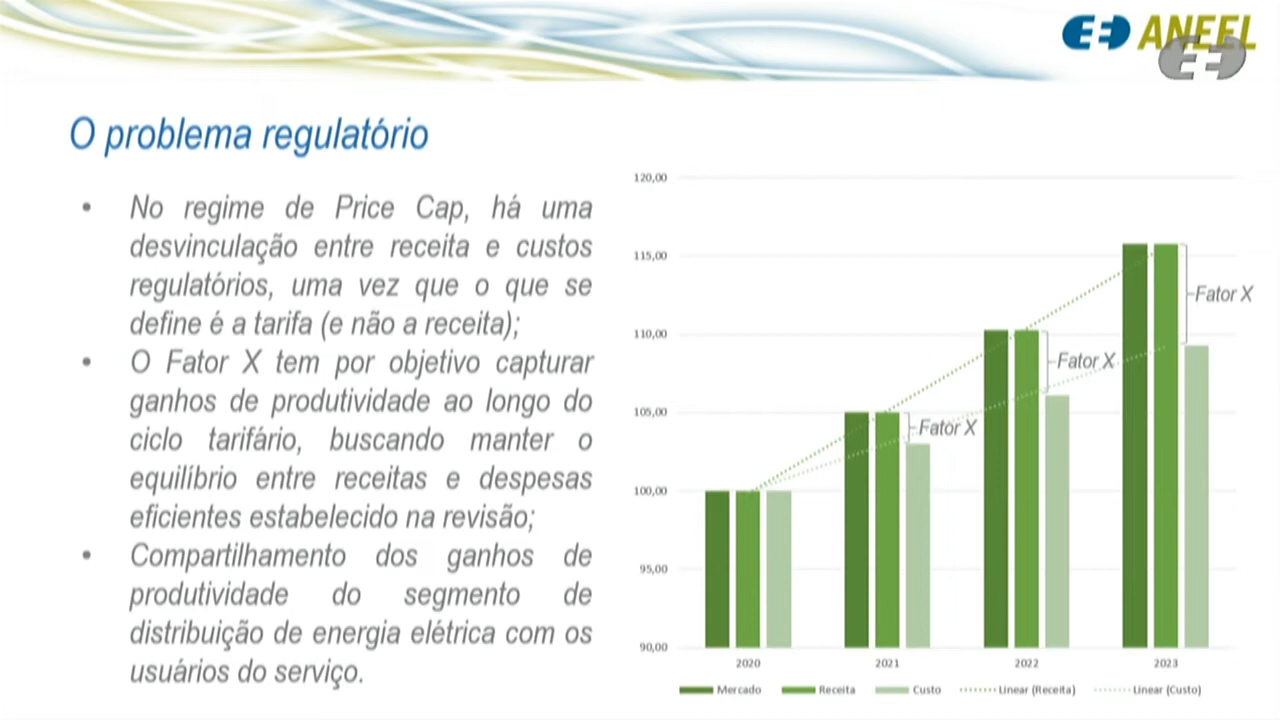 ANEEL
O problema regulatório
• No regime de Price Cap, há uma
desvinculação entre receita e custos
regulatórios, uma vez que o que se
define é a tarifa (e não a receita);
• O Fator X tem por objetivo capturar
ganhos de produtividade ao longo do
ciclo tarifário, buscando manter o
equilíbrio entre receitas e despesas
eficientes estabelecido na revisão;
• Compartilhamento dos ganhos de
produtividade do segmento de
distribuição de energia elétrica com os
usuários do serviço.
120,00
115,00
110,00
105,00
100,00
95,00
90,00
Fator X
Fator X
Fator X
2020 2021 2022 2023
Mercado Receita Custo Linear (Receita) Linear (Custo)